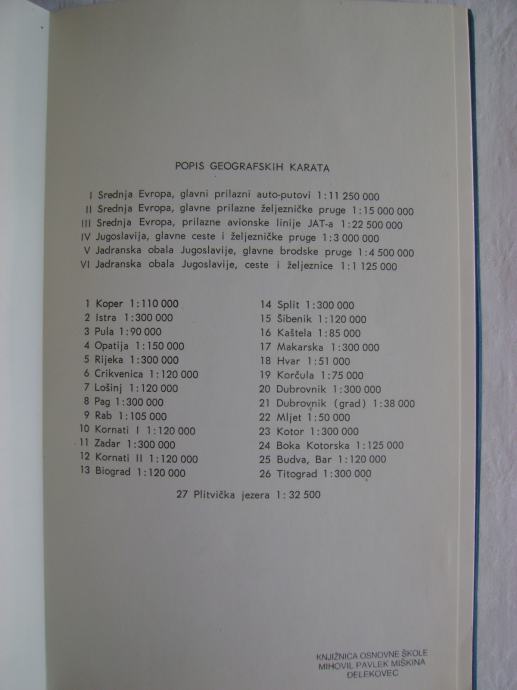 POPIS GEOGRAFSKIH KARATA
I Srednja Evropa, glavni prilazni auto-putovi 1:11 250 000
II Srednja Evropa, glavne prilazne željezničke pruge 1:15 000 000
III Srednja Evropa, prilazne avionske linije JAT-a 1:22 500 000
IV Jugoslavija, glavne ceste i željezničke pruge 1:3 000 000
V Jadranska obala Jugoslavije, glavne brodske pruge 1:4 500 000
VI Jadranska obala Jugoslavije, ceste i željeznice 1:1 125 000
1 Koper 1:110 000
2 Istra 1:300 000
3 Pula 1:90 000
4 Opatija 1:150 000
5 Rijeka 1:300 000
6 Crikvenica 1:120 000
7 Lošinj 1:120 000
8 Pag 1:300 000
9 Rab 1:105 000
10 Kornati I 1:120 000
11 Zadar 1:300 000
12 Kornati II 1:120 000
13 Biograd 1:120 000
14 Split 1:300 000
15 Šibenik 1:120 000
16 Kaštela 1:85 000
17 Makarska 1:300 000
18 Hvar 1:51 000
19 Korčula 1:75 000
20 Dubrovnik 1:300 000
21 Dubrovnik (grad) 1:38 000
22 Mljet 1:50 000
23 Kotor 1:300 000
24 Boka Kotorska 1:125 000
25 Budva, Bar 1:120 000
26 Titograd 1:300 000
27 Plitvička jezera 1:32 500
KNJIŽNICA OSNOVNE ŠKOLE
MIHOVIL PAVLEK MIŠKINA
ĐELEKOVEC